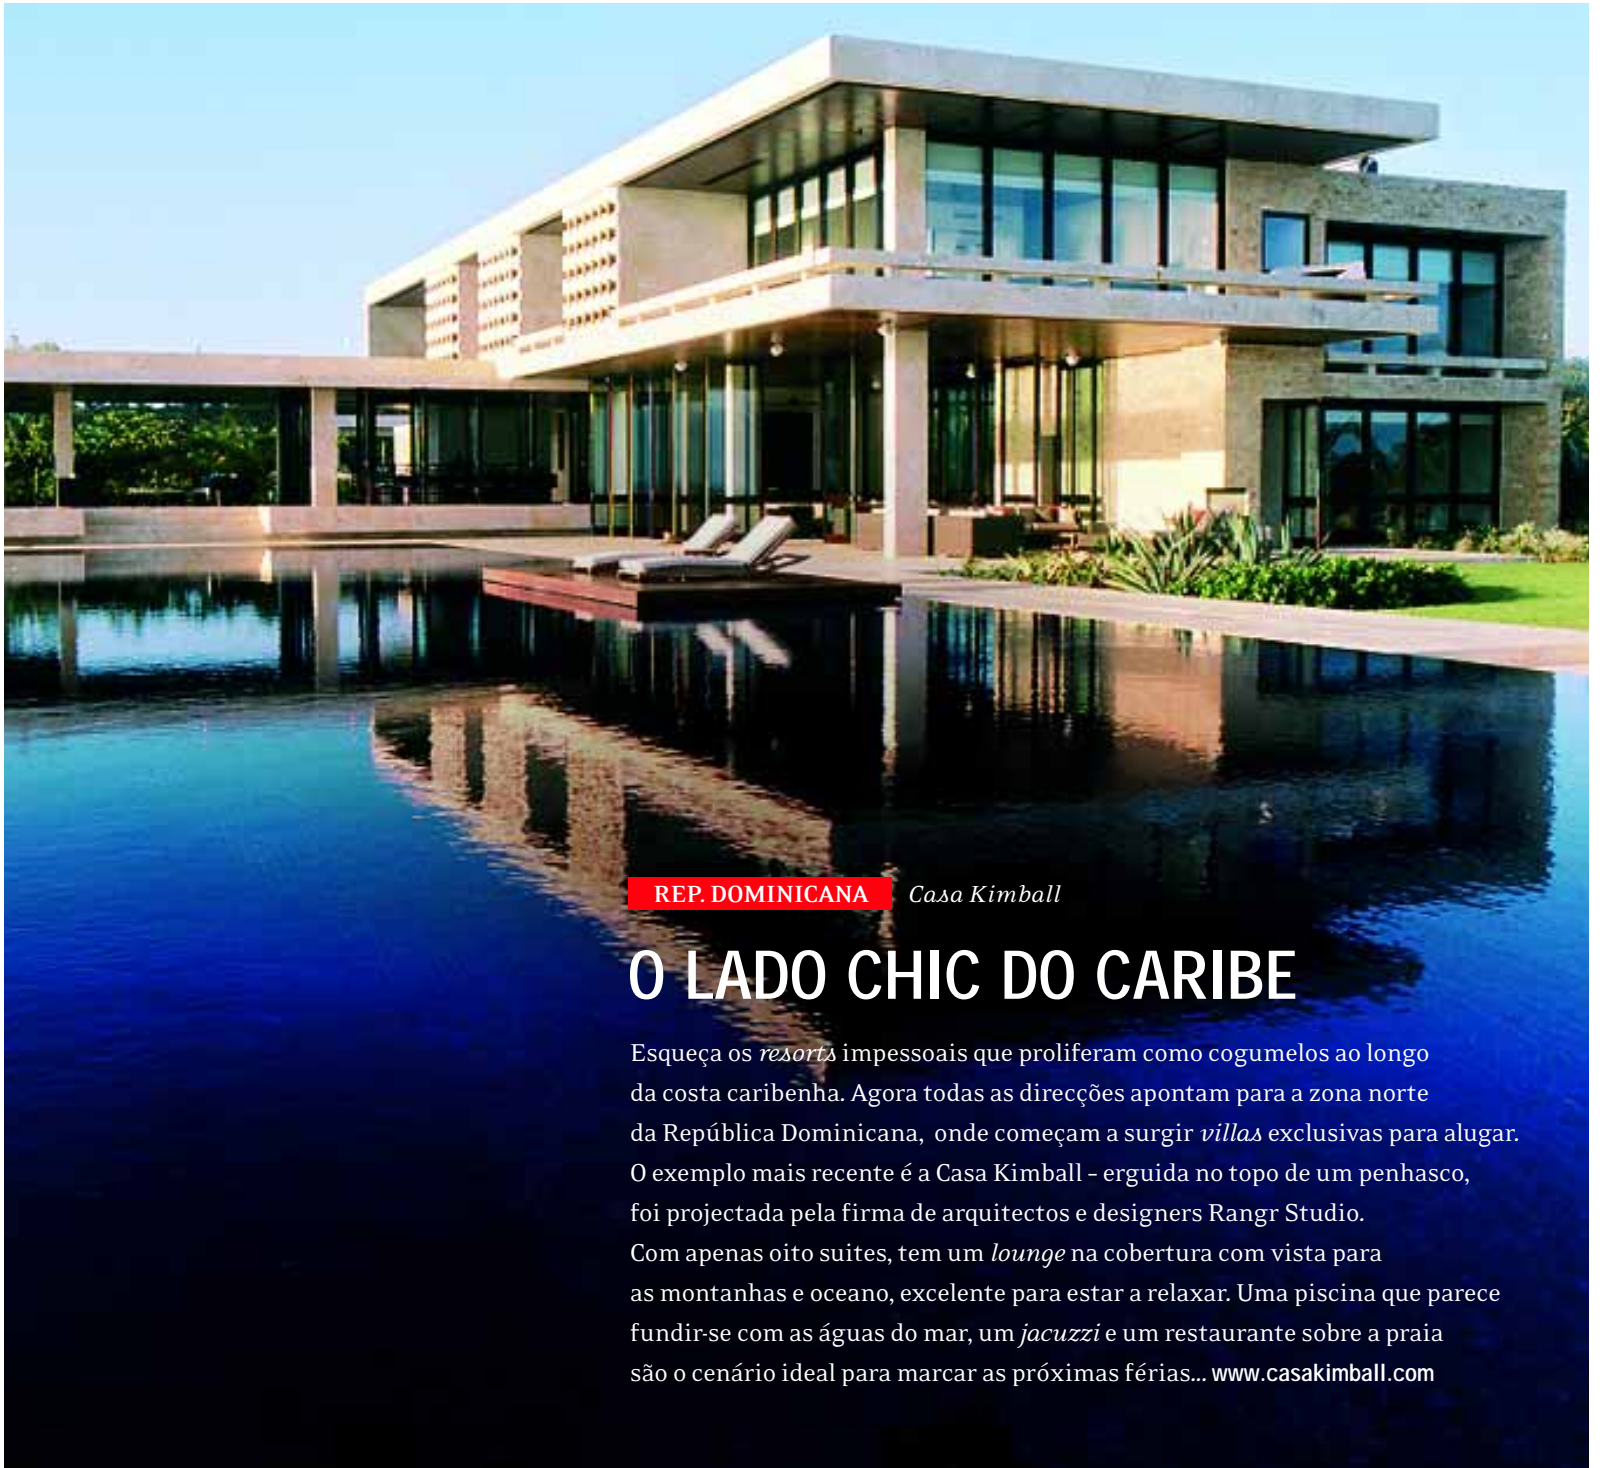 REP. DOMINICANA Casa Kimball
O LADO CHIC DO CARIBE
Esqueça os resorts impessoais que proliferam como cogumelos ao longo
da costa caribenha. Agora todas as direcções apontam para a zona norte
da República Dominicana, onde começam a surgir villas exclusivas para alugar.
O exemplo mais recente é a Casa Kimball – erguida no topo de um penhasco,
foi projectada pela firma de arquitectos e designers Rangr Studio.
Com apenas oito suites, tem um lounge na cobertura com vista para
as montanhas e oceano, excelente para estar a relaxar. Uma piscina que parece
fundir-se com as águas do mar, um jacuzzi e um restaurante sobre a praia
são o cenário ideal para marcar as próximas férias... www.casakimball.com